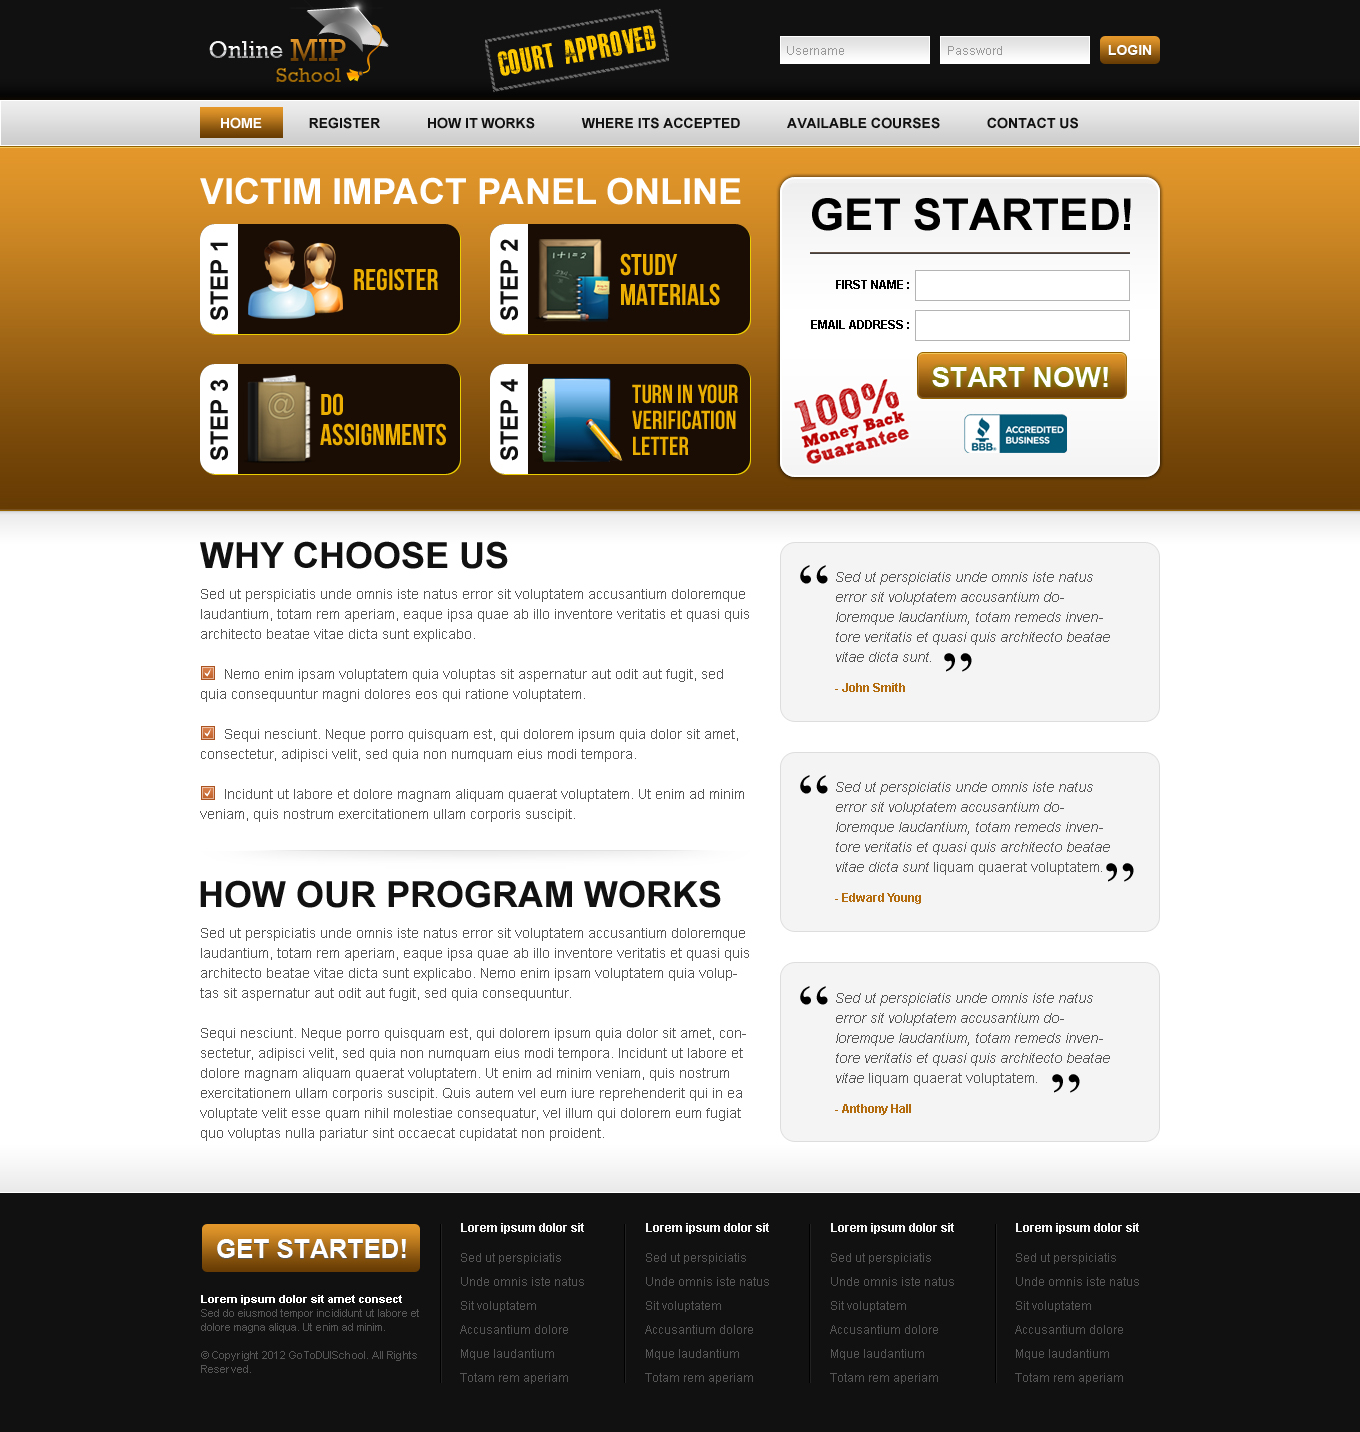 Online MIP
School
COURT APPROVED
Username
Password
LOGIN
HOME
REGISTER
HOW IT WORKS
WHERE ITS ACCEPTED
AVAILABLE COURSES
CONTACT US
VICTIM IMPACT PANEL ONLINE
STEP 1
REGISTER
STEP 2
STUDY
MATERIALS
1+1=2
STEP 3
@
DO
ASSIGNMENTS
STEP 4
TURN IN YOUR
VERIFICATION
LETTER
GET STARTED!
FIRST NAME :
EMAIL ADDRESS :
START NOW!
100%
Money Back
Guarantee
BBB.
ACCREDITED
BUSINESS
WHY CHOOSE US
Sed ut perspiciatis unde omnis iste natus error sit voluptatem accusantium doloremque
laudantium, totam rem aperiam, eaque ipsa quae ab illo inventore veritatis et quasi quis
architecto beatae vitae dicta sunt explicabo.
Nemo enim ipsam voluptatem quia voluptas sit aspernatur aut odit aut fugit, sed
quia consequuntur magni dolores eos qui ratione voluptatem.
Sequi nesciunt. Neque porro quisquam est, qui dolorem ipsum quia dolor sit amet,
consectetur, adipisci velit, sed quia non numquam eius modi tempora.
Incidunt ut labore et dolore magnam aliquam quaerat voluptatem. Ut enim ad minim
veniam, quis nostrum exercitationem ullam corporis suscipit.
HOW OUR PROGRAM WORKS
Sed ut perspiciatis unde omnis iste natus error sit voluptatem accusantium doloremque
laudantium, totam rem aperiam, eaque ipsa quae ab illo inventore veritatis et quasi quis
architecto beatae vitae dicta sunt explicabo. Nemo enim ipsam voluptatem quia volup-
tas sit aspernatur aut odit aut fugit, sed quia consequuntur.
Sequi nesciunt. Neque porro quisquam est, qui dolorem ipsum quia dolor sit amet, con-
sectetur, adipisci velit, sed quia non numquam eius modi tempora. Incidunt ut labore et
dolore magnam aliquam quaerat voluptatem. Ut enim ad minim veniam, quis nostrum
exercitationem ullam corporis suscipit. Quis autem vel eum iure reprehenderit qui in ea
voluptate velit esse quam nihil molestiae consequatur, vel illum qui dolorem eum fugiat
quo voluptas nulla pariatur sint occaecat cupidatat non proident.
“ Sed ut perspiciatis unde omnis iste natus
error sit voluptatem accusantium do-
loremque laudantium, totam remeds inven-
tore veritatis et quasi quis architecto beatae
vitae dicta sunt. ”
- John Smith
“ Sed ut perspiciatis unde omnis iste natus
error sit voluptatem accusantium do-
loremque laudantium, totam remeds inven-
tore veritatis et quasi quis architecto beatae
vitae dicta sunt liquam quaerat voluptatem. ”
- Edward Young
“ Sed ut perspiciatis unde omnis iste natus
error sit voluptatem accusantium do-
loremque laudantium, totam remeds inven-
tore veritatis et quasi quis architecto beatae
vitae liquam quaerat voluptatem. ”
- Anthony Hall
GET STARTED!
Lorem ipsum dolor sit amet consect
Sed do eiusmod tempor incididunt ut labore et
dolore magna aliqua. Ut enim ad minim.
© Copyright 2012 GoToDUISchool. All Rights
Reserved.
Lorem ipsum dolor sit
Sed ut perspiciatis
Unde omnis iste natus
Sit voluptatem
Accusantium dolore
Mque laudantium
Totam rem aperiam
Lorem ipsum dolor sit
Sed ut perspiciatis
Unde omnis iste natus
Sit voluptatem
Accusantium dolore
Mque laudantium
Totam rem aperiam
Lorem ipsum dolor sit
Sed ut perspiciatis
Unde omnis iste natus
Sit voluptatem
Accusantium dolore
Mque laudantium
Totam rem aperiam
Lorem ipsum dolor sit
Sed ut perspiciatis
Unde omnis iste natus
Sit voluptatem
Accusantium dolore
Mque laudantium
Totam rem aperiam